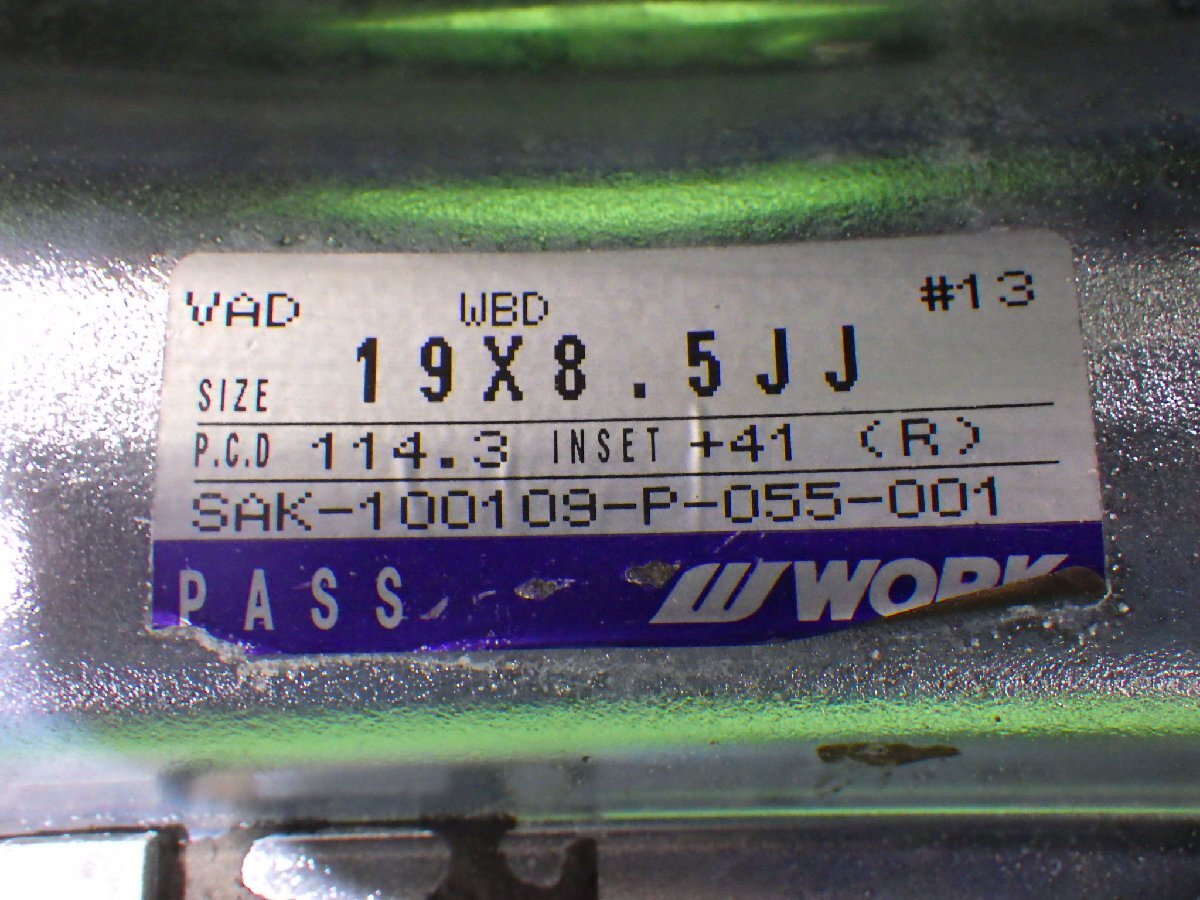 VAD WBD #13
SIZE 19X8.5JJ
P.C.D 114.3 INSET +41 (R)
SAK-100109-P-055-001
PASS WORK